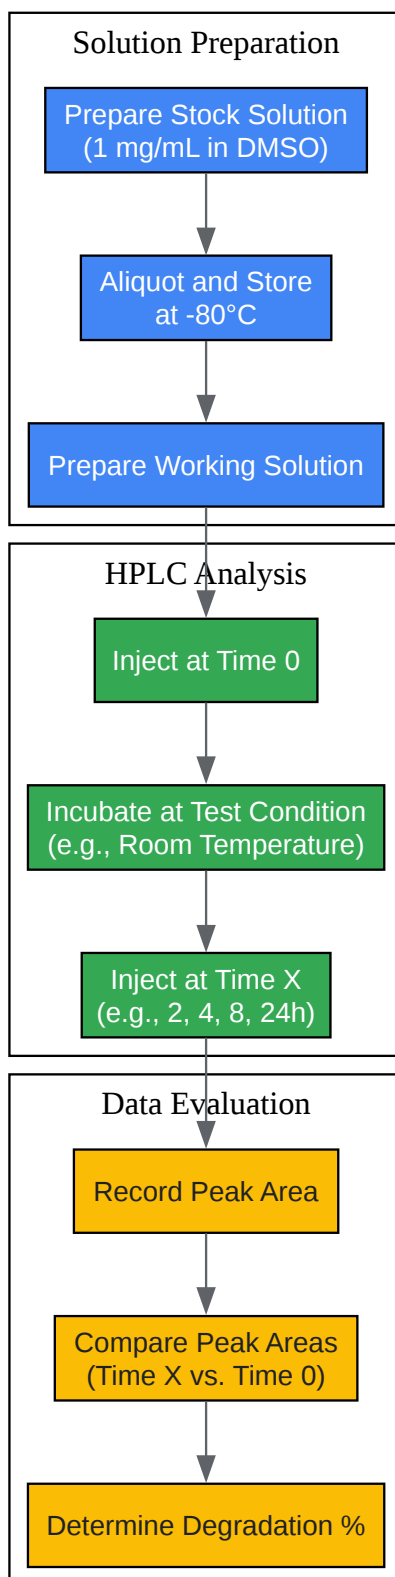 Solution Preparation
Prepare Stock Solution
(1 mg/mL in DMSO)
Aliquot and Store
at -80°C
Prepare Working Solution
HPLC Analysis
Inject at Time 0
Incubate at Test Condition
(e.g., Room Temperature)
Inject at Time X
(e.g., 2, 4, 8, 24h)
Data Evaluation
Record Peak Area
Compare Peak Areas
(Time X vs. Time 0)
Determine Degradation %